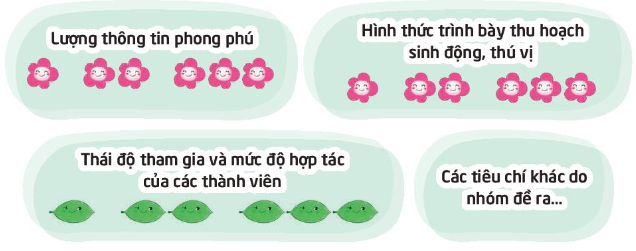 Lượng thông tin phong phú
Hình thức trình bày thu hoạch
sinh động, thú vị
Thái độ tham gia và mức độ hợp tác
của các thành viên
Các tiêu chí khác do
nhóm đề ra...